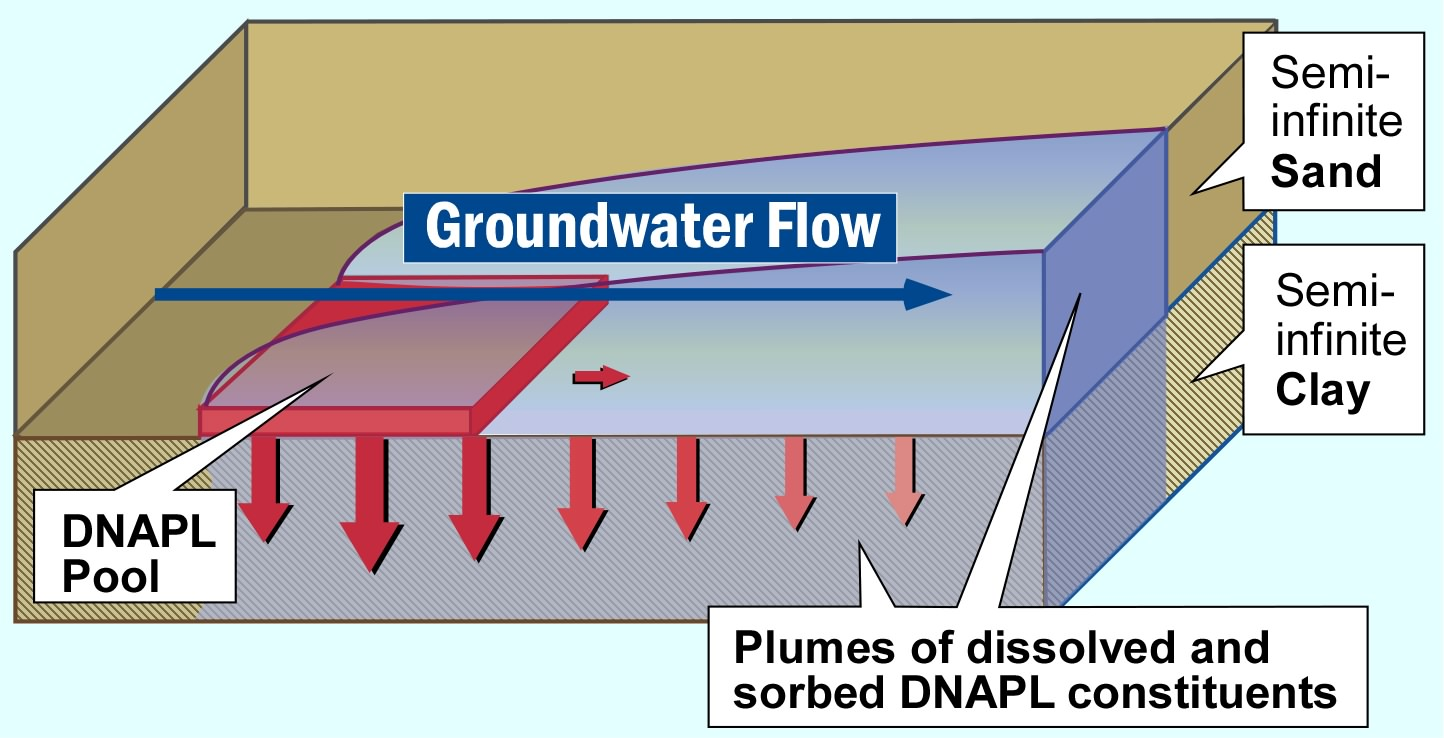 Semi-
infinite
Sand
Groundwater Flow
Semi-
infinite
Clay
DNAPL
Pool
Plumes of dissolved and
sorbed DNAPL constituents